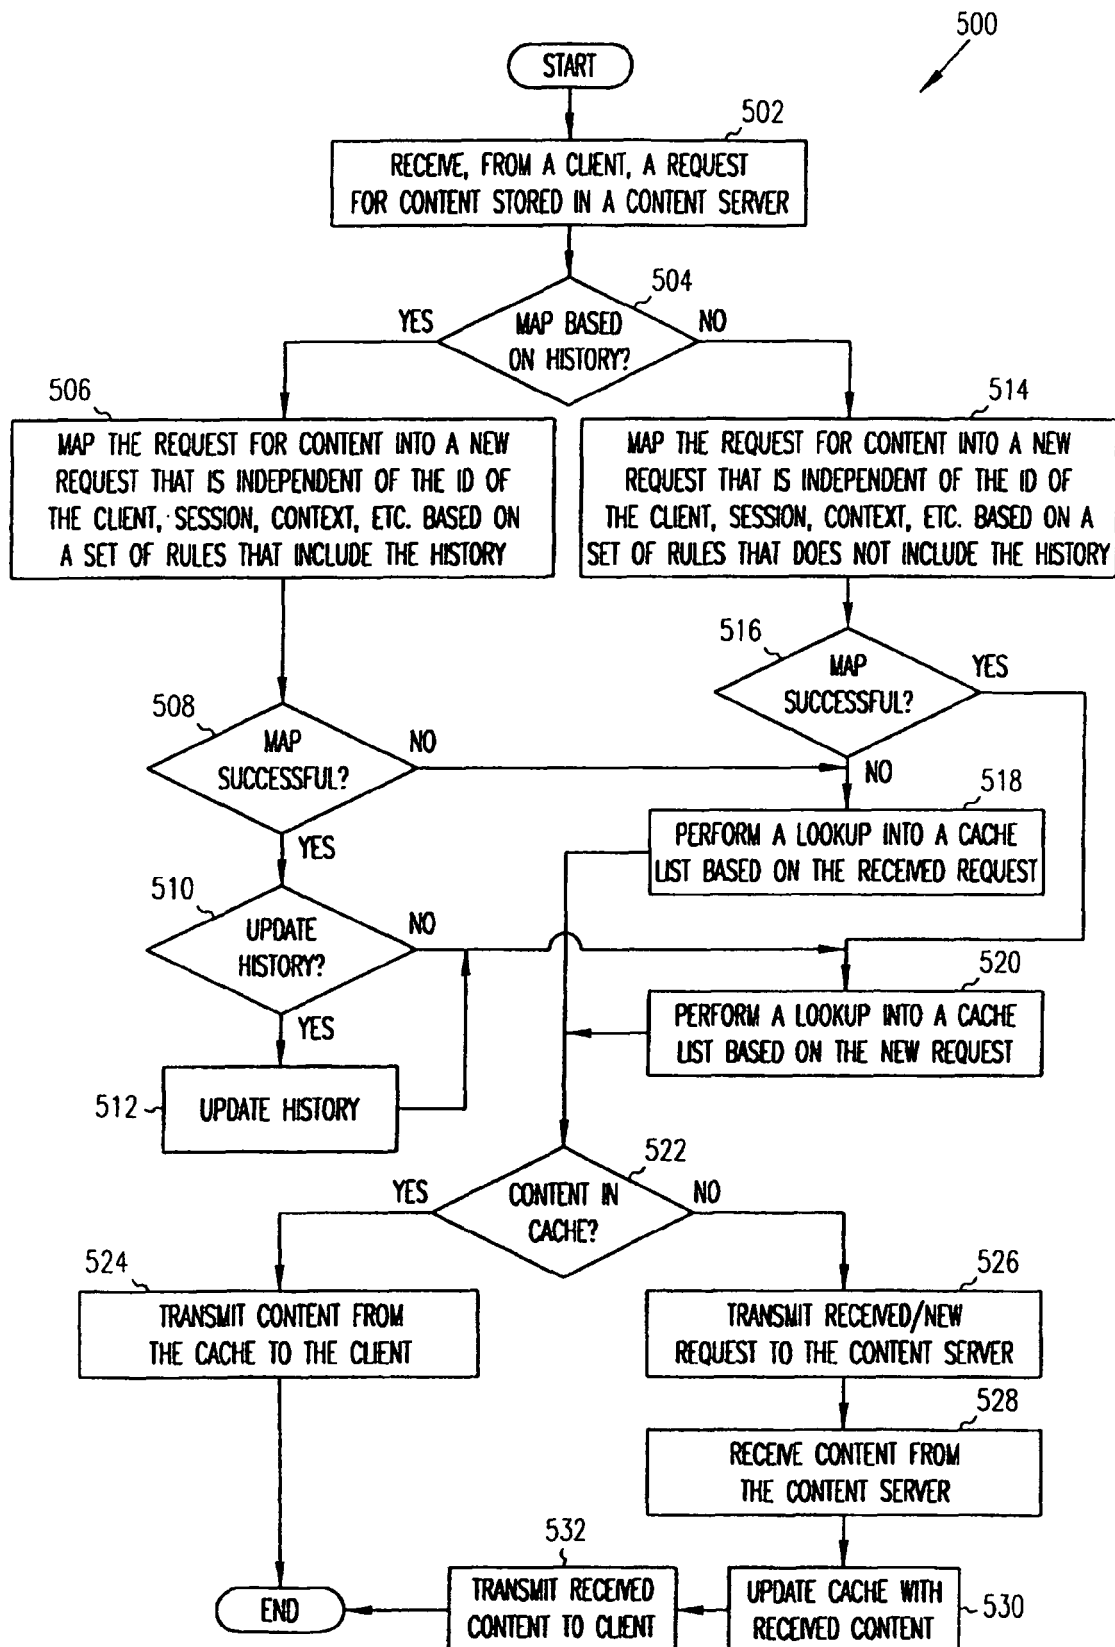 500
START
502
RECEIVE, FROM A CLIENT, A REQUEST
FOR CONTENT STORED IN A CONTENT SERVER
504
YES
MAP BASED
ON HISTORY?
NO
506
MAP THE REQUEST FOR CONTENT INTO A NEW
REQUEST THAT IS INDEPENDENT OF THE ID OF
THE CLIENT, SESSION, CONTEXT, ETC. BASED ON
A SET OF RULES THAT INCLUDE THE HISTORY
514
MAP THE REQUEST FOR CONTENT INTO A NEW
REQUEST THAT IS INDEPENDENT OF THE ID OF
THE CLIENT, SESSION, CONTEXT, ETC. BASED ON A
SET OF RULES THAT DOES NOT INCLUDE THE HISTORY
516
MAP
SUCCESSFUL?
YES
NO
508
MAP
SUCCESSFUL?
NO
YES
518
PERFORM A LOOKUP INTO A CACHE
LIST BASED ON THE RECEIVED REQUEST
510
UPDATE
HISTORY?
NO
YES
520
PERFORM A LOOKUP INTO A CACHE
LIST BASED ON THE NEW REQUEST
512
UPDATE HISTORY
522
YES
CONTENT IN
CACHE?
NO
524
TRANSMIT CONTENT FROM
THE CACHE TO THE CLIENT
526
TRANSMIT RECEIVED/NEW
REQUEST TO THE CONTENT SERVER
528
RECEIVE CONTENT FROM
THE CONTENT SERVER
532
TRANSMIT RECEIVED
CONTENT TO CLIENT
UPDATE CACHE WITH
RECEIVED CONTENT
530
END